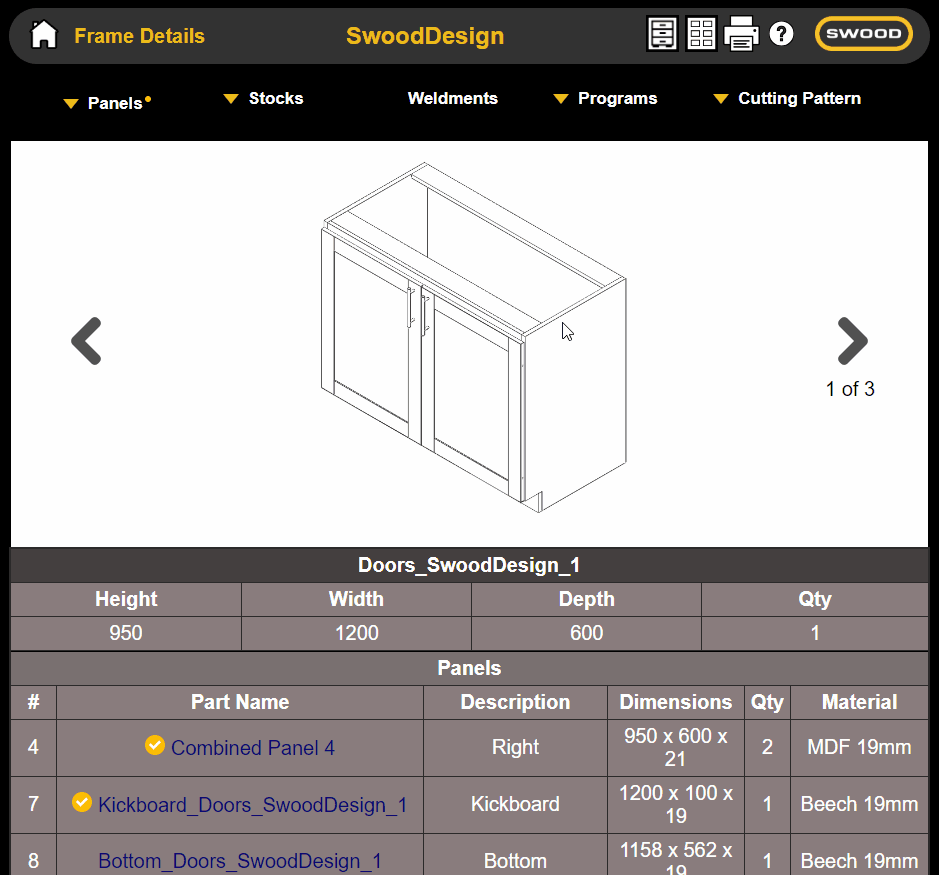 Frame Details SwoodDesign ? SWOOD
Panels Stocks Weldments Programs Cutting Pattern
1 of 3
Doors_SwoodDesign_1
Height Width Depth Qty
950 1200 600 1
Panels
# Part Name Description Dimensions Qty Material
4 Combined Panel 4 Right 950 x 600 x 21 2 MDF 19mm
7 Kickboard_Doors_SwoodDesign_1 Kickboard 1200 x 100 x 19 1 Beech 19mm
8 Bottom_Doors_SwoodDesign_1 Bottom 1158 x 562 x 19 1 Beech 19mm